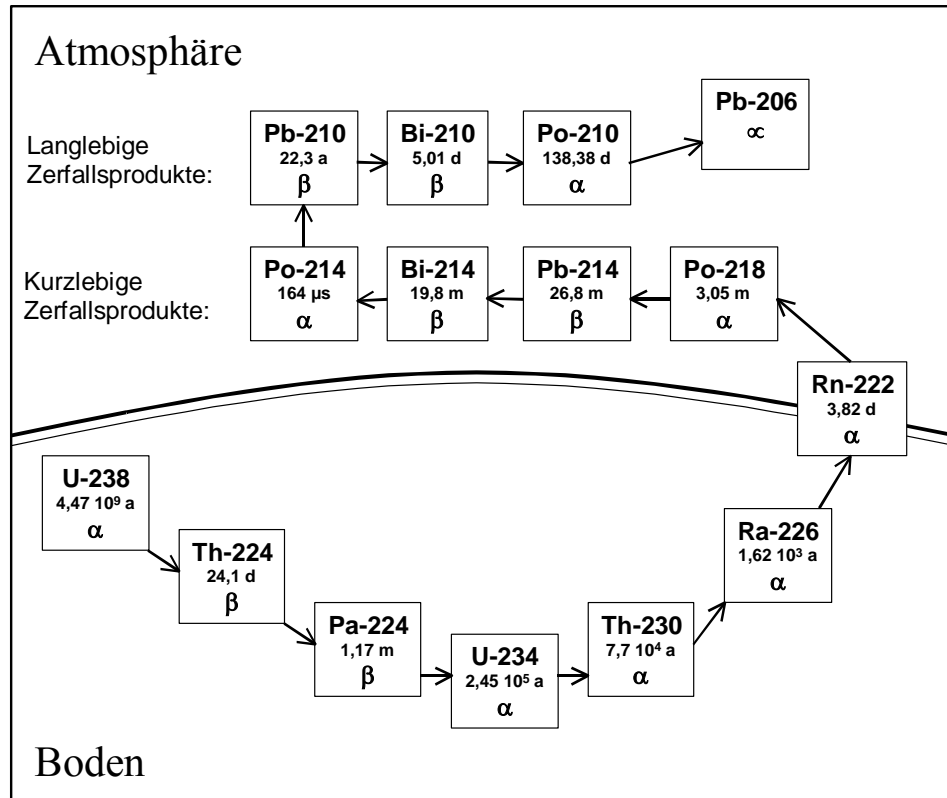 Atmosphäre
Langlebige
Zerfallsprodukte:
Pb-210
22,3 a
β
Bi-210
5,01 d
β
Po-210
138,38 d
α
Pb-206
∝
Kurzlebige
Zerfallsprodukte:
Po-214
164 µs
α
Bi-214
19,8 m
β
Pb-214
26,8 m
β
Po-218
3,05 m
α
Rn-222
3,82 d
α
U-238
4,47 10⁹ a
α
Th-224
24,1 d
β
Pa-224
1,17 m
β
U-234
2,45 10⁵ a
α
Th-230
7,7 10⁴ a
α
Ra-226
1,62 10³ a
α
Boden